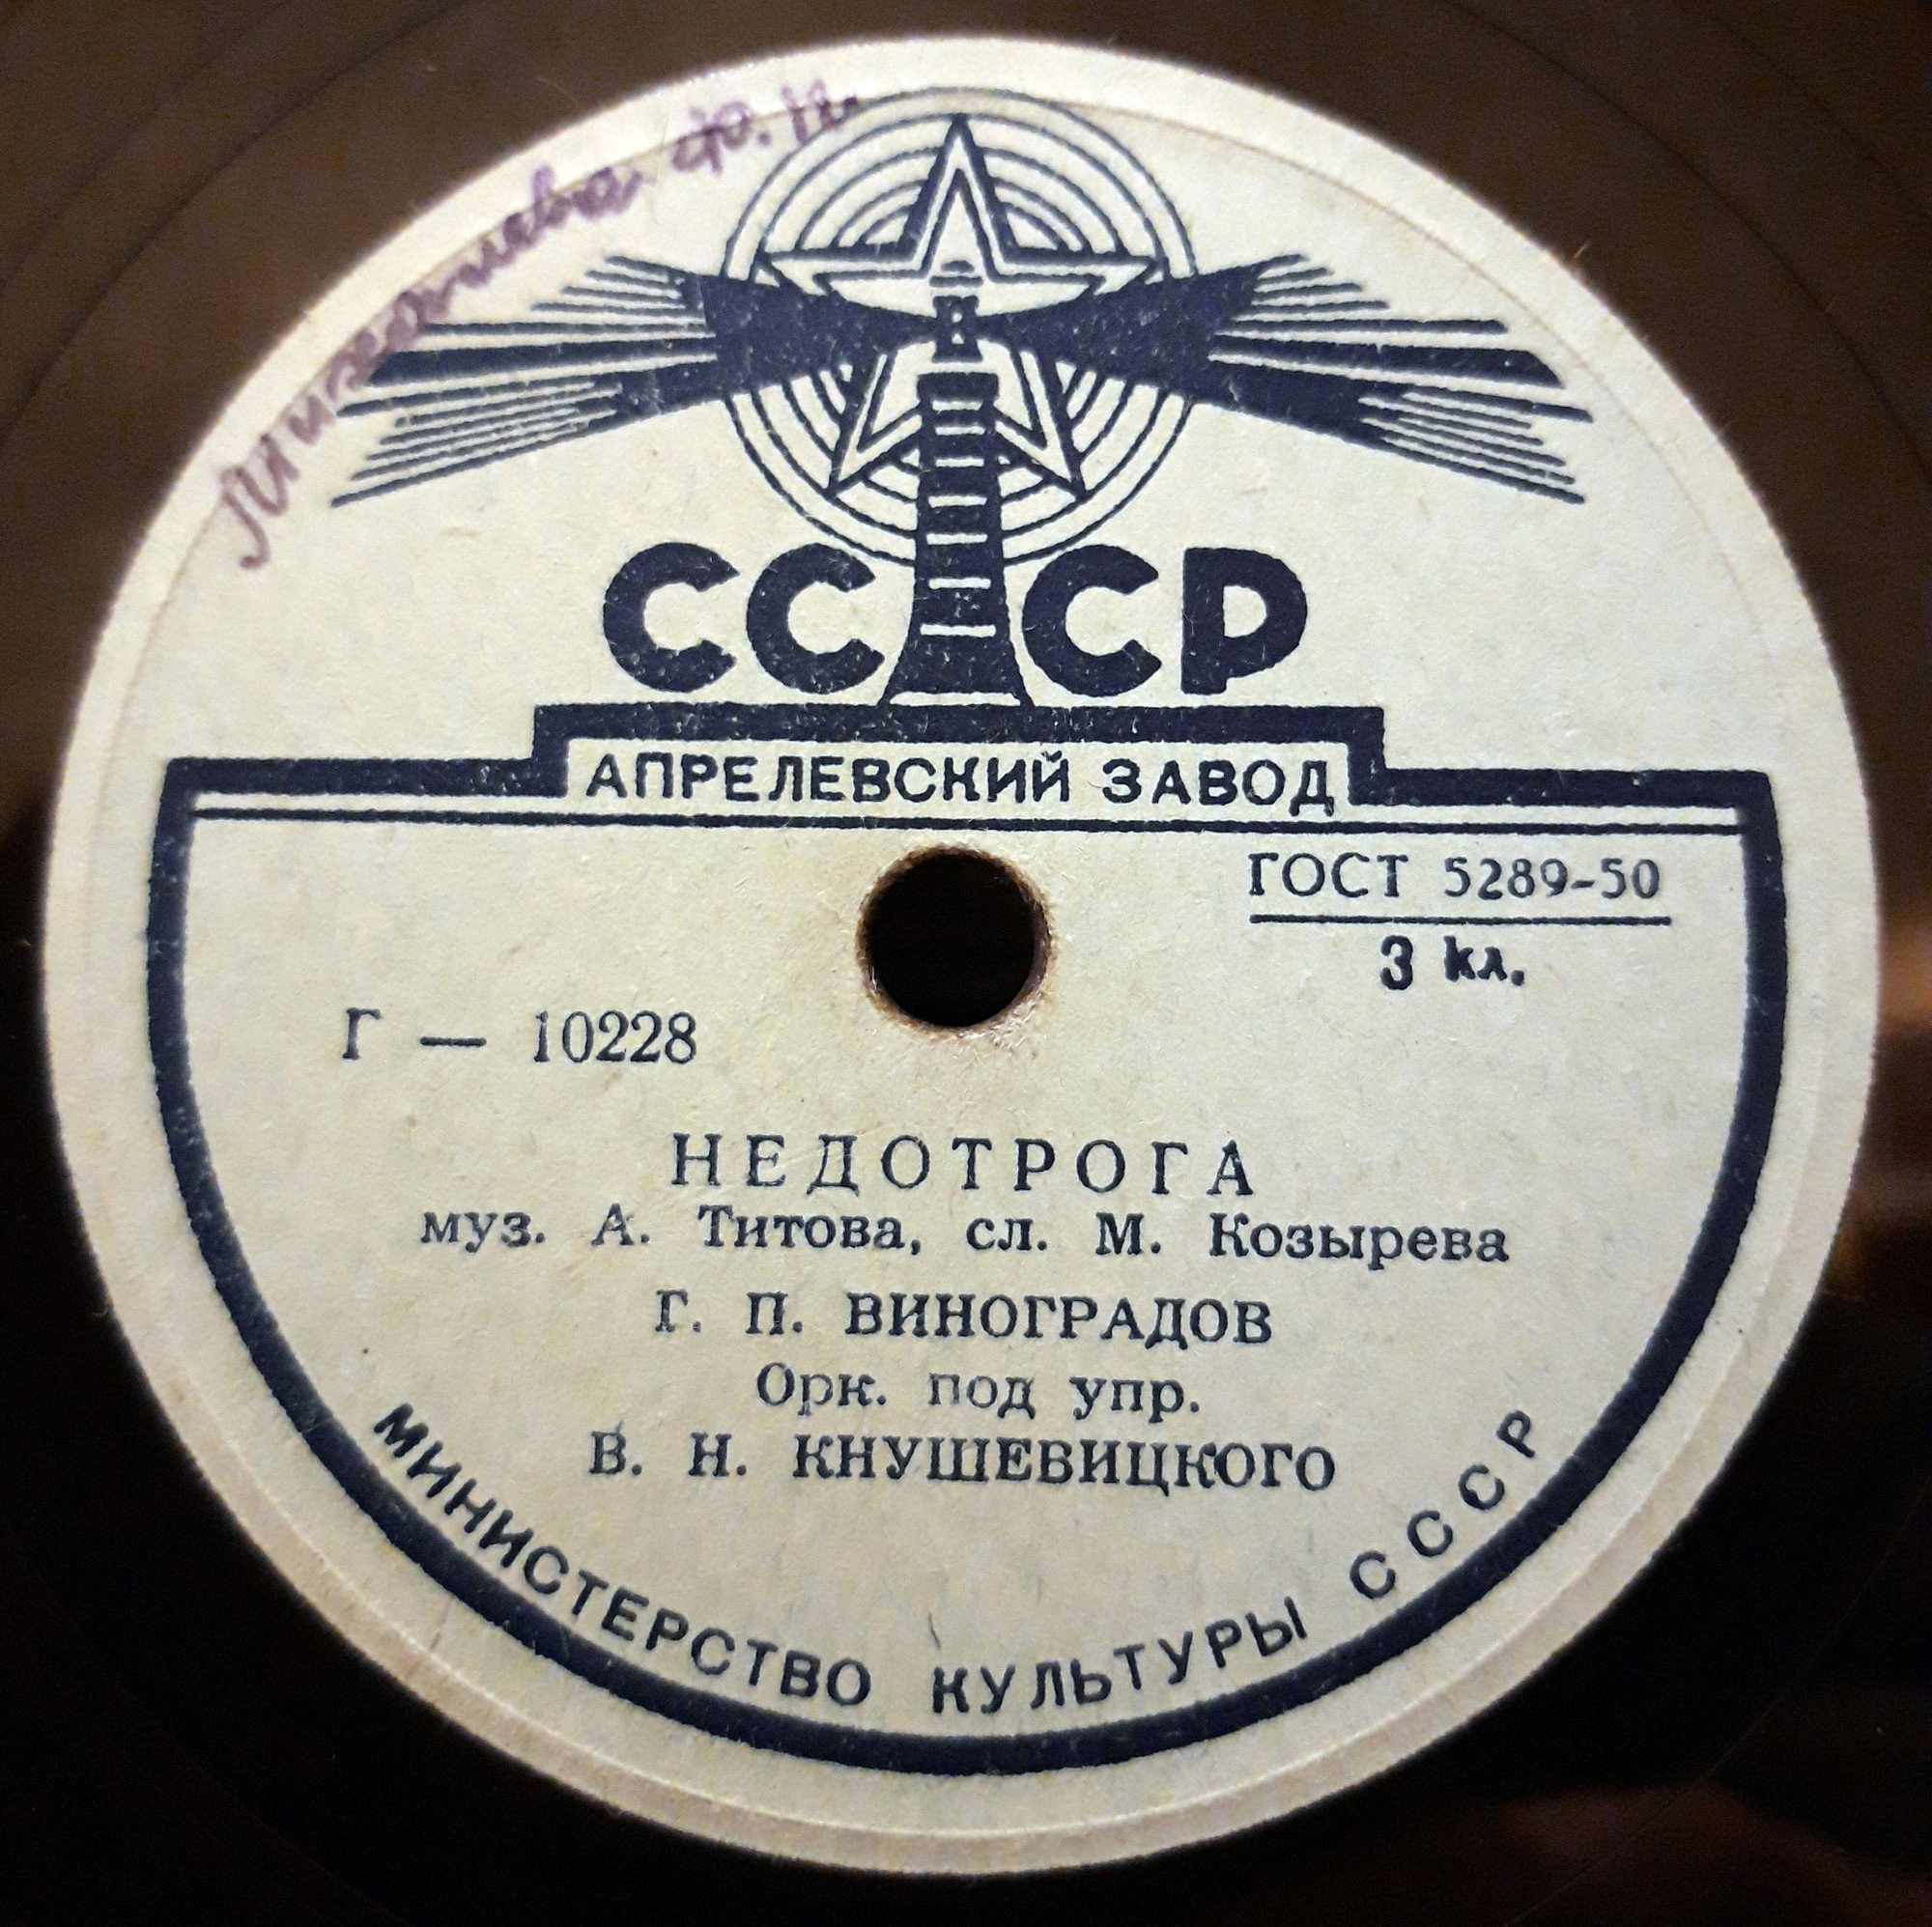 СССР
АПРЕЛЕВСКИЙ ЗАВОД
ГОСТ 5289-50
3 кл.
Г — 10228
НЕДОТРОГА
муз. А. Титова, сл. М. Козырева
Г. П. ВИНОГРАДОВ
Орк. под упр.
В. Н. КНУШЕВИЦКОГО
МИНИСТЕРСТВО КУЛЬТУРЫ СССР